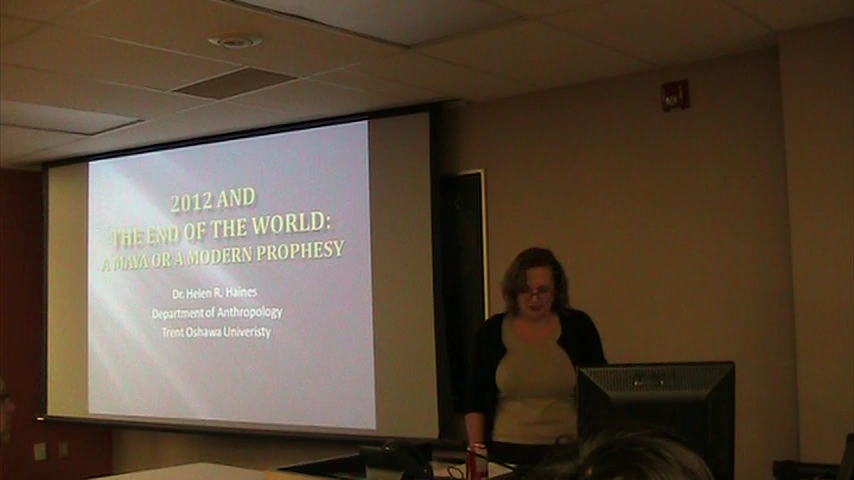 2012 AND
THE END OF THE WORLD:
A MAYA OR A MODERN PROPHESY
Dr. Helen R. Haines
Department of Anthropology
Trent Oshawa Univeristy